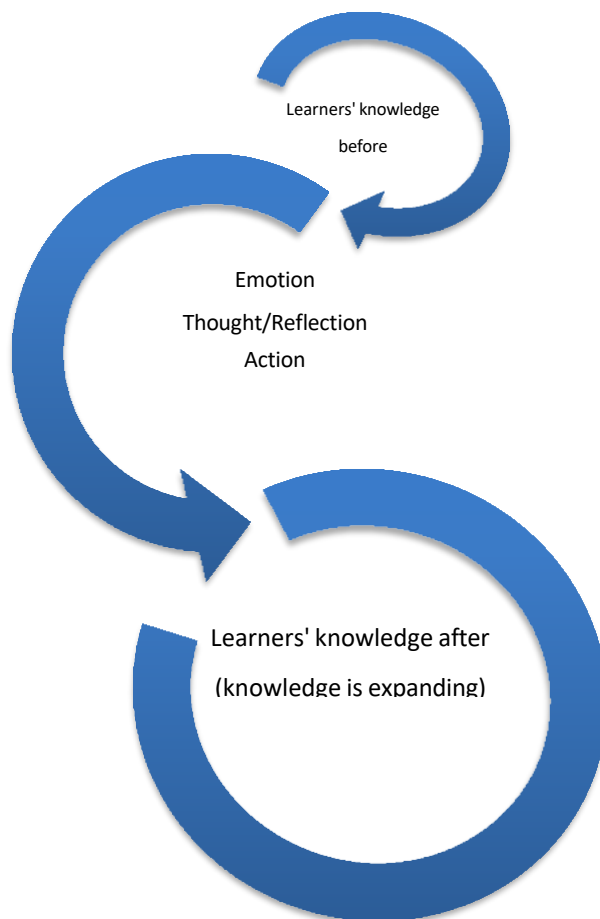 Learners' knowledge
before
Emotion
Thought/Reflection
Action
Learners' knowledge after
(knowledge is expanding)